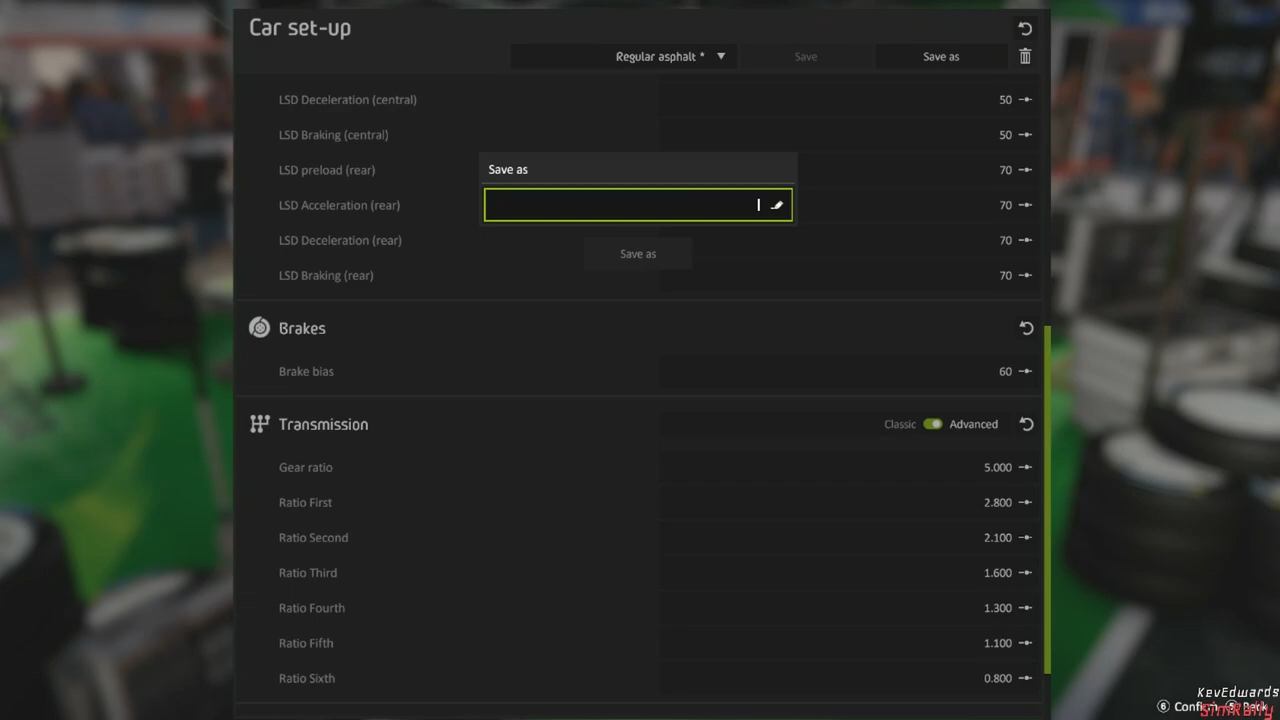 Car set-up
Regular asphalt * Save Save as
LSD Deceleration (central) 50
LSD Braking (central) 50
LSD preload (rear) 70
Save as
LSD Acceleration (rear) 70
LSD Deceleration (rear) 70
Save as
LSD Braking (rear) 70
Brakes
Brake bias 60
Transmission Classic Advanced
Gear ratio 5.000
Ratio First 2.800
Ratio Second 2.100
Ratio Third 1.600
Ratio Fourth 1.300
Ratio Fifth 1.100
Ratio Sixth 0.800
KevEdwards
SimRally